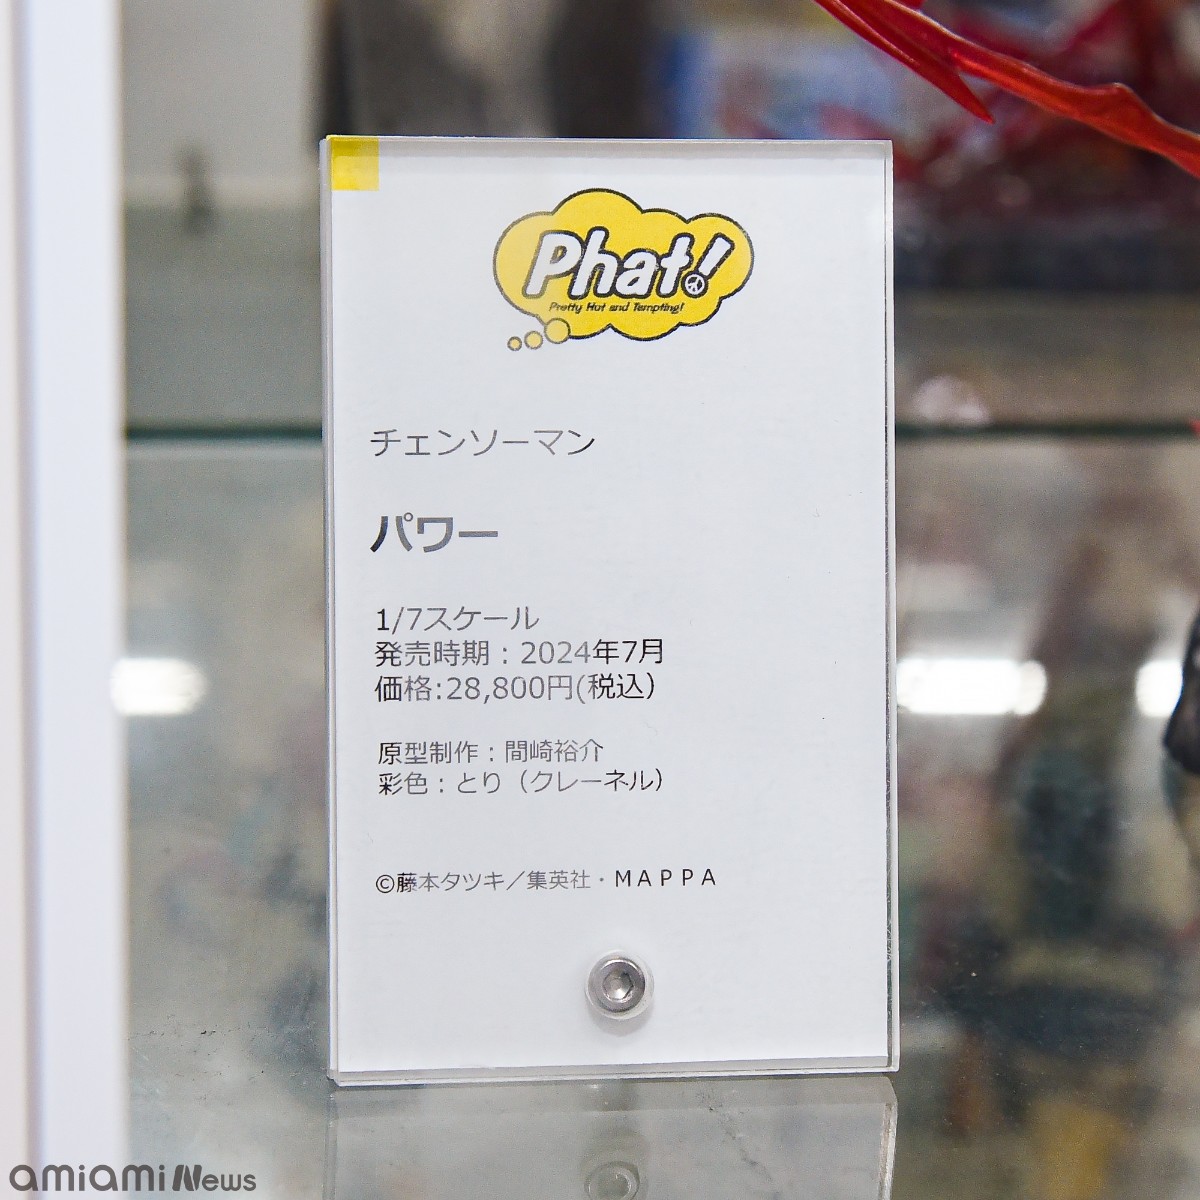 Phat!
Pretty Hot and Tempting!
チェンソーマン
パワー
1/7スケール
発売時期：2024年7月
価格:28,800円(税込)
原型制作：間崎裕介
彩色：とり（クレーネル）
©藤本タツキ／集英社・ＭＡＰＰＡ
amiami News